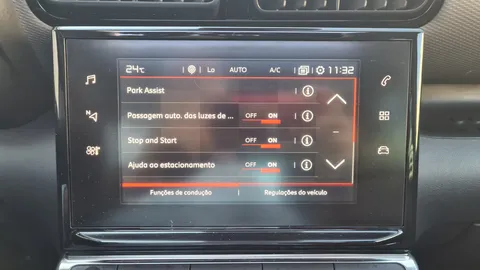 24°C Lo AUTO A/C 11:32
Park Assist
Passagem auto. das luzes de ... OFF ON
Stop and Start OFF ON
Ajuda ao estacionamento OFF ON
Funções de condução Regulações do veículo
N